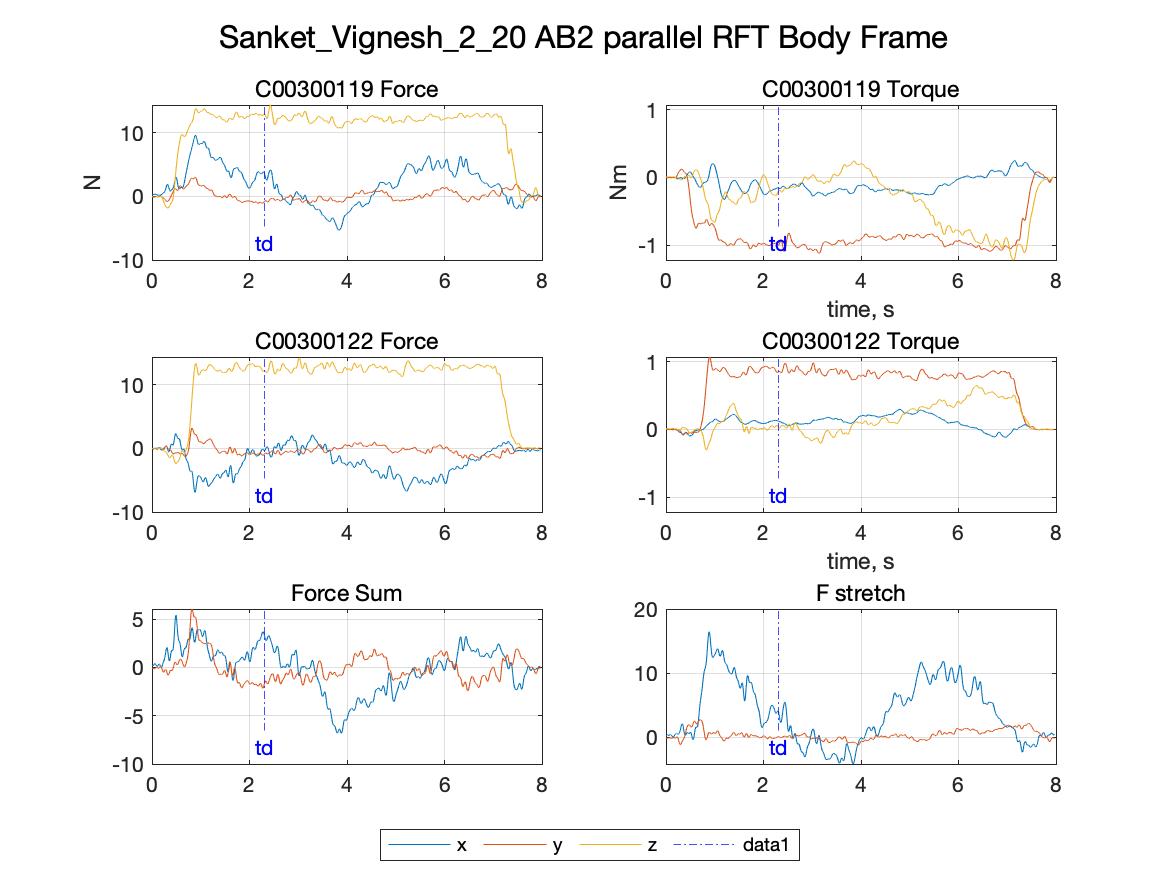 Sanket_Vignesh_2_20 AB2 parallel RFT Body Frame
C00300119 Force
N
10
0
-10
td
0 2 4 6 8
C00300119 Torque
Nm
1
0
-1
td
0 2 4 6 8
time, s
C00300122 Force
10
0
-10
td
0 2 4 6 8
C00300122 Torque
1
0
-1
td
0 2 4 6 8
time, s
Force Sum
5
0
-5
-10
td
0 2 4 6 8
F stretch
20
10
0
td
0 2 4 6 8
x y z data1